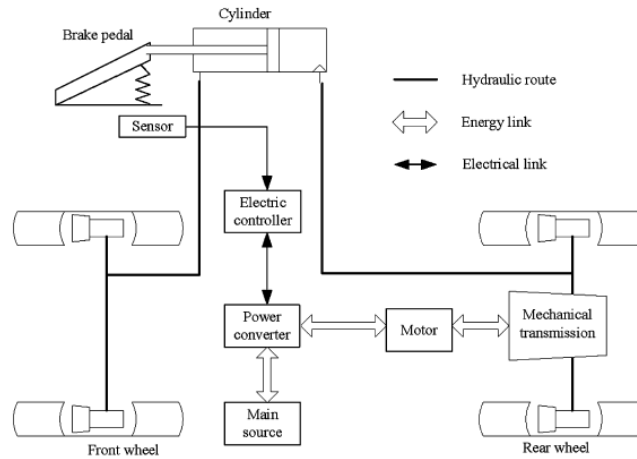 Cylinder
Brake pedal
Hydraulic route
Sensor
Energy link
Electrical link
Electric
controller
Power
converter
Motor
Mechanical
transmission
Main
source
Front wheel
Rear wheel